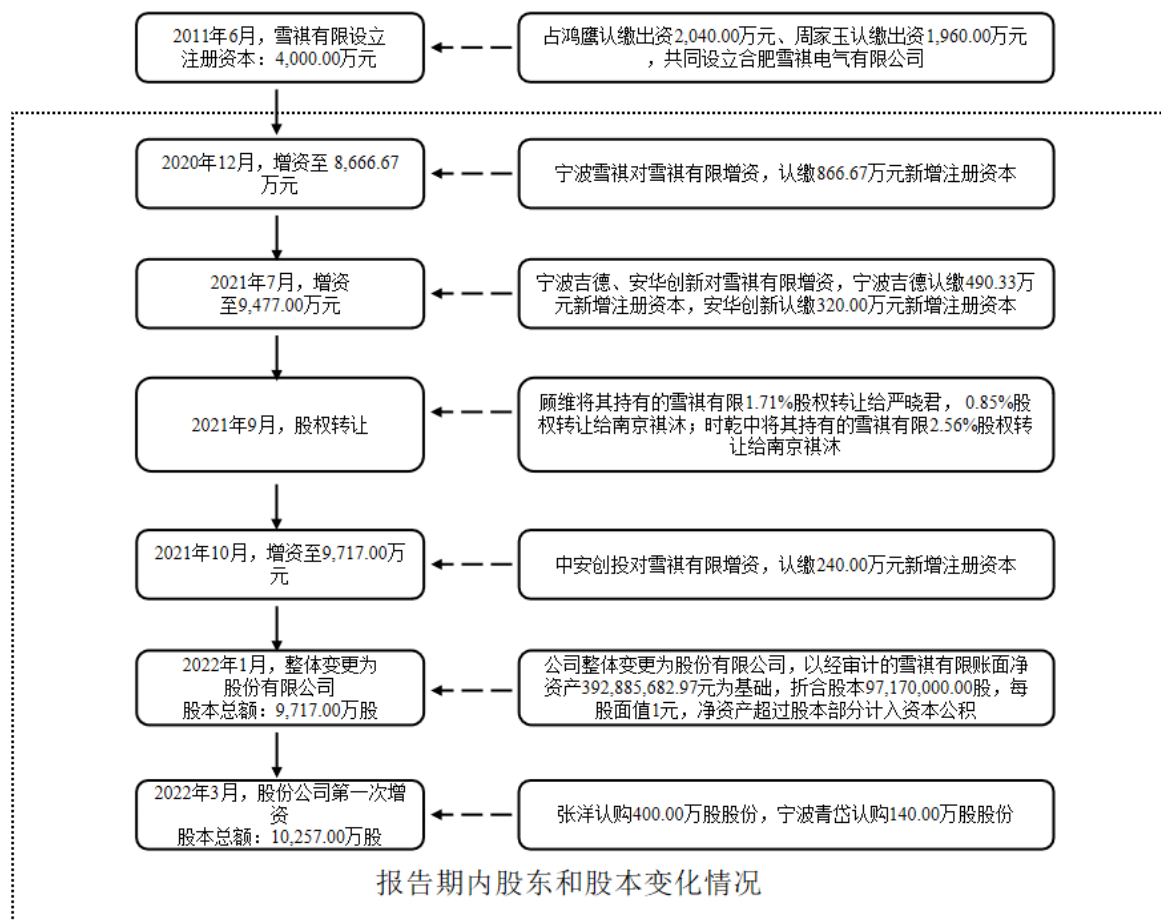 2011年6月，雪祺有限设立
注册资本：4,000.00万元
占鸿鹰认缴出资2,040.00万元、周家玉认缴出资1,960.00万元
，共同设立合肥雪祺电气有限公司
2020年12月，增资至 8,666.67
万元
宁波雪祺对雪祺有限增资，认缴866.67万元新增注册资本
2021年7月，增资
至9,477.00万元
宁波吉德、安华创新对雪祺有限增资，宁波吉德认缴490.33万
元新增注册资本，安华创新认缴320.00万元新增注册资本
2021年9月，股权转让
顾维将其持有的雪祺有限1.71%股权转让给严晓君， 0.85%股
权转让给南京祺沐；时乾中将其持有的雪祺有限2.56%股权转
让给南京祺沐
2021年10月，增资至9,717.00万
元
中安创投对雪祺有限增资，认缴240.00万元新增注册资本
2022年1月，整体变更为
股份有限公司
股本总额：9,717.00万股
公司整体变更为股份有限公司，以经审计的雪祺有限账面净
资产392,885,682.97元为基础，折合股本97,170,000.00股，每
股面值1元，净资产超过股本部分计入资本公积
2022年3月，股份公司第一次增
资
股本总额：10,257.00万股
张洋认购400.00万股股份，宁波青岱认购140.00万股股份
报告期内股东和股本变化情况